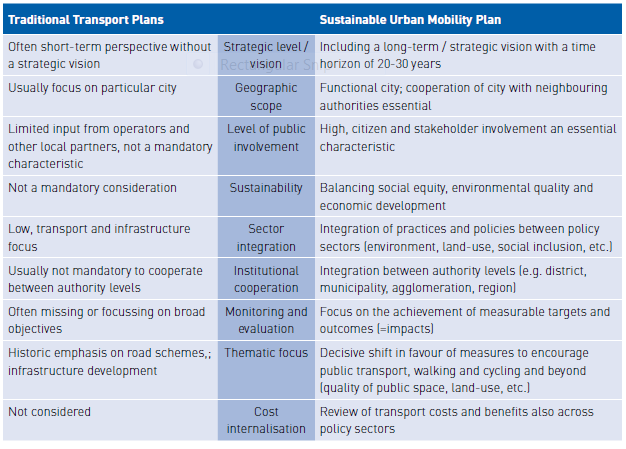 Traditional Transport Plans
Sustainable Urban Mobility Plan
Often short-term perspective without
a strategic vision
Strategic level /
vision
Including a long-term / strategic vision with a time
horizon of 20-30 years
Usually focus on particular city
Geographic
scope
Functional city; cooperation of city with neighbouring
authorities essential
Limited input from operators and
other local partners, not a mandatory
characteristic
Level of public
involvement
High, citizen and stakeholder involvement an essential
characteristic
Not a mandatory consideration
Sustainability
Balancing social equity, environmental quality and
economic development
Low, transport and infrastructure
focus
Sector
integration
Integration of practices and policies between policy
sectors (environment, land-use, social inclusion, etc.)
Usually not mandatory to cooperate
between authority levels
Institutional
cooperation
Integration between authority levels (e.g. district,
municipality, agglomeration, region)
Often missing or focussing on broad
objectives
Monitoring and
evaluation
Focus on the achievement of measurable targets and
outcomes (=impacts)
Historic emphasis on road schemes,;
infrastructure development
Thematic focus
Decisive shift in favour of measures to encourage
public transport, walking and cycling and beyond
(quality of public space, land-use, etc.)
Not considered
Cost
internalisation
Review of transport costs and benefits also across
policy sectors